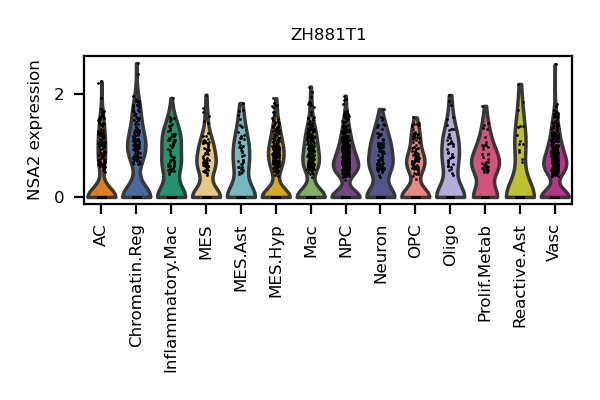 ZH881T1
NSA2 expression
2
0
AC
Chromatin.Reg
Inflammatory.Mac
MES
MES.Ast
MES.Hyp
Mac
NPC
Neuron
OPC
Oligo
Prolif.Metab
Reactive.Ast
Vasc